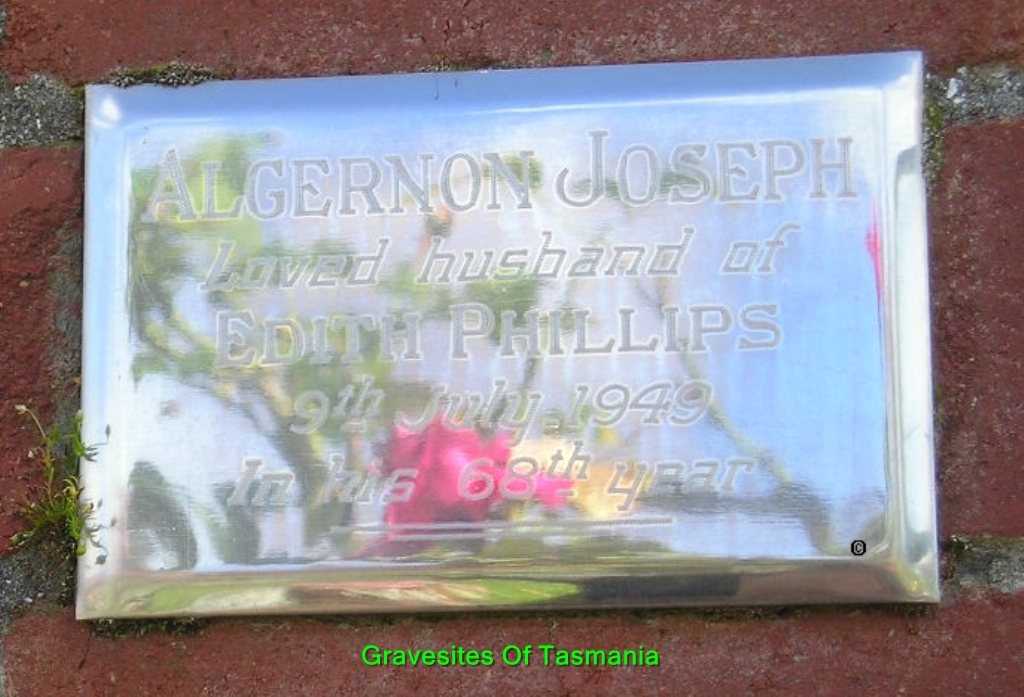 ALGERNON JOSEPH
Loved husband of
EDITH PHILLIPS
9th July, 1949
In his 68th year
©
Gravesites Of Tasmania